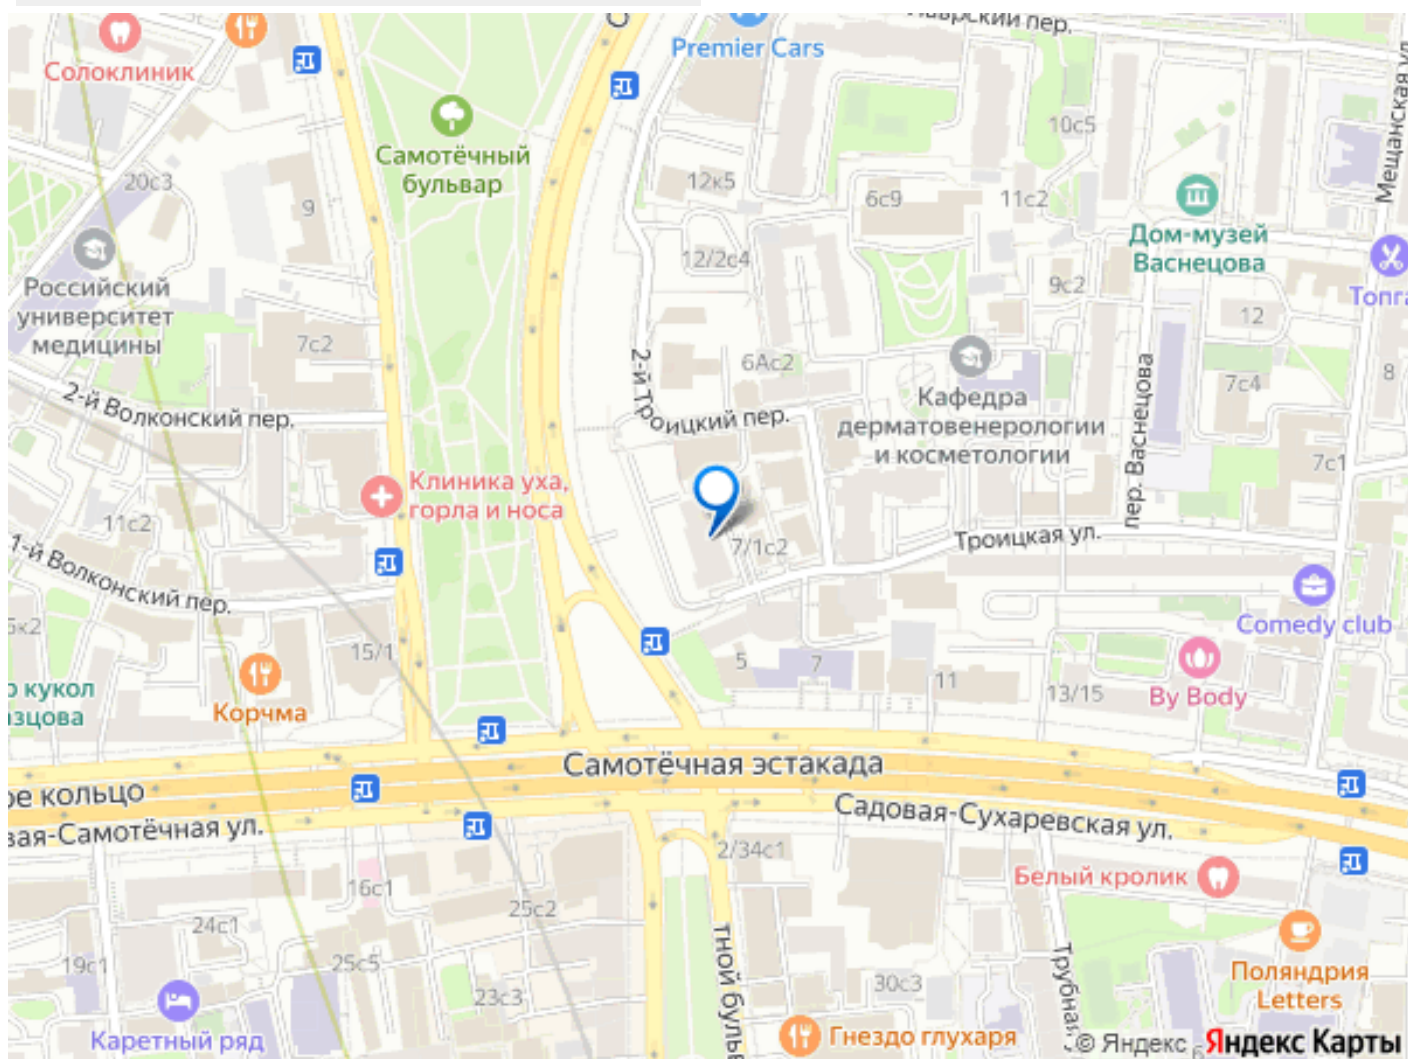 Premier Cars
Солоклиник
10с5
Мещанская ул.
Самотёчный
бульвар
20с3
9
12к5
6с9
11с2
Дом-музей
Васнецова
12/2с4
Российский
университет
медицины
9с2
12
7с2
6Ас2
7с4
8
2-й Троицкий пер.
2-й Волконский пер.
Кафедра
дерматовенерологии
и косметологии
пер. Васнецова
7с1
Клиника уха,
горла и носа
11с2
7/1с2
Троицкая ул.
1-й Волконский пер.
Comedy club
15/1
5
7
11
13/15
By Body
Корчма
Самотёчная эстакада
Садовая-Сухаревская ул.
2/34с1
Белый кролик
16с1
25с2
24с1
19с1
25с5
23с3
30с3
Поляндрия
Letters
Каретный ряд
Гнездо глухаря
© Яндекс
Яндекс Карты